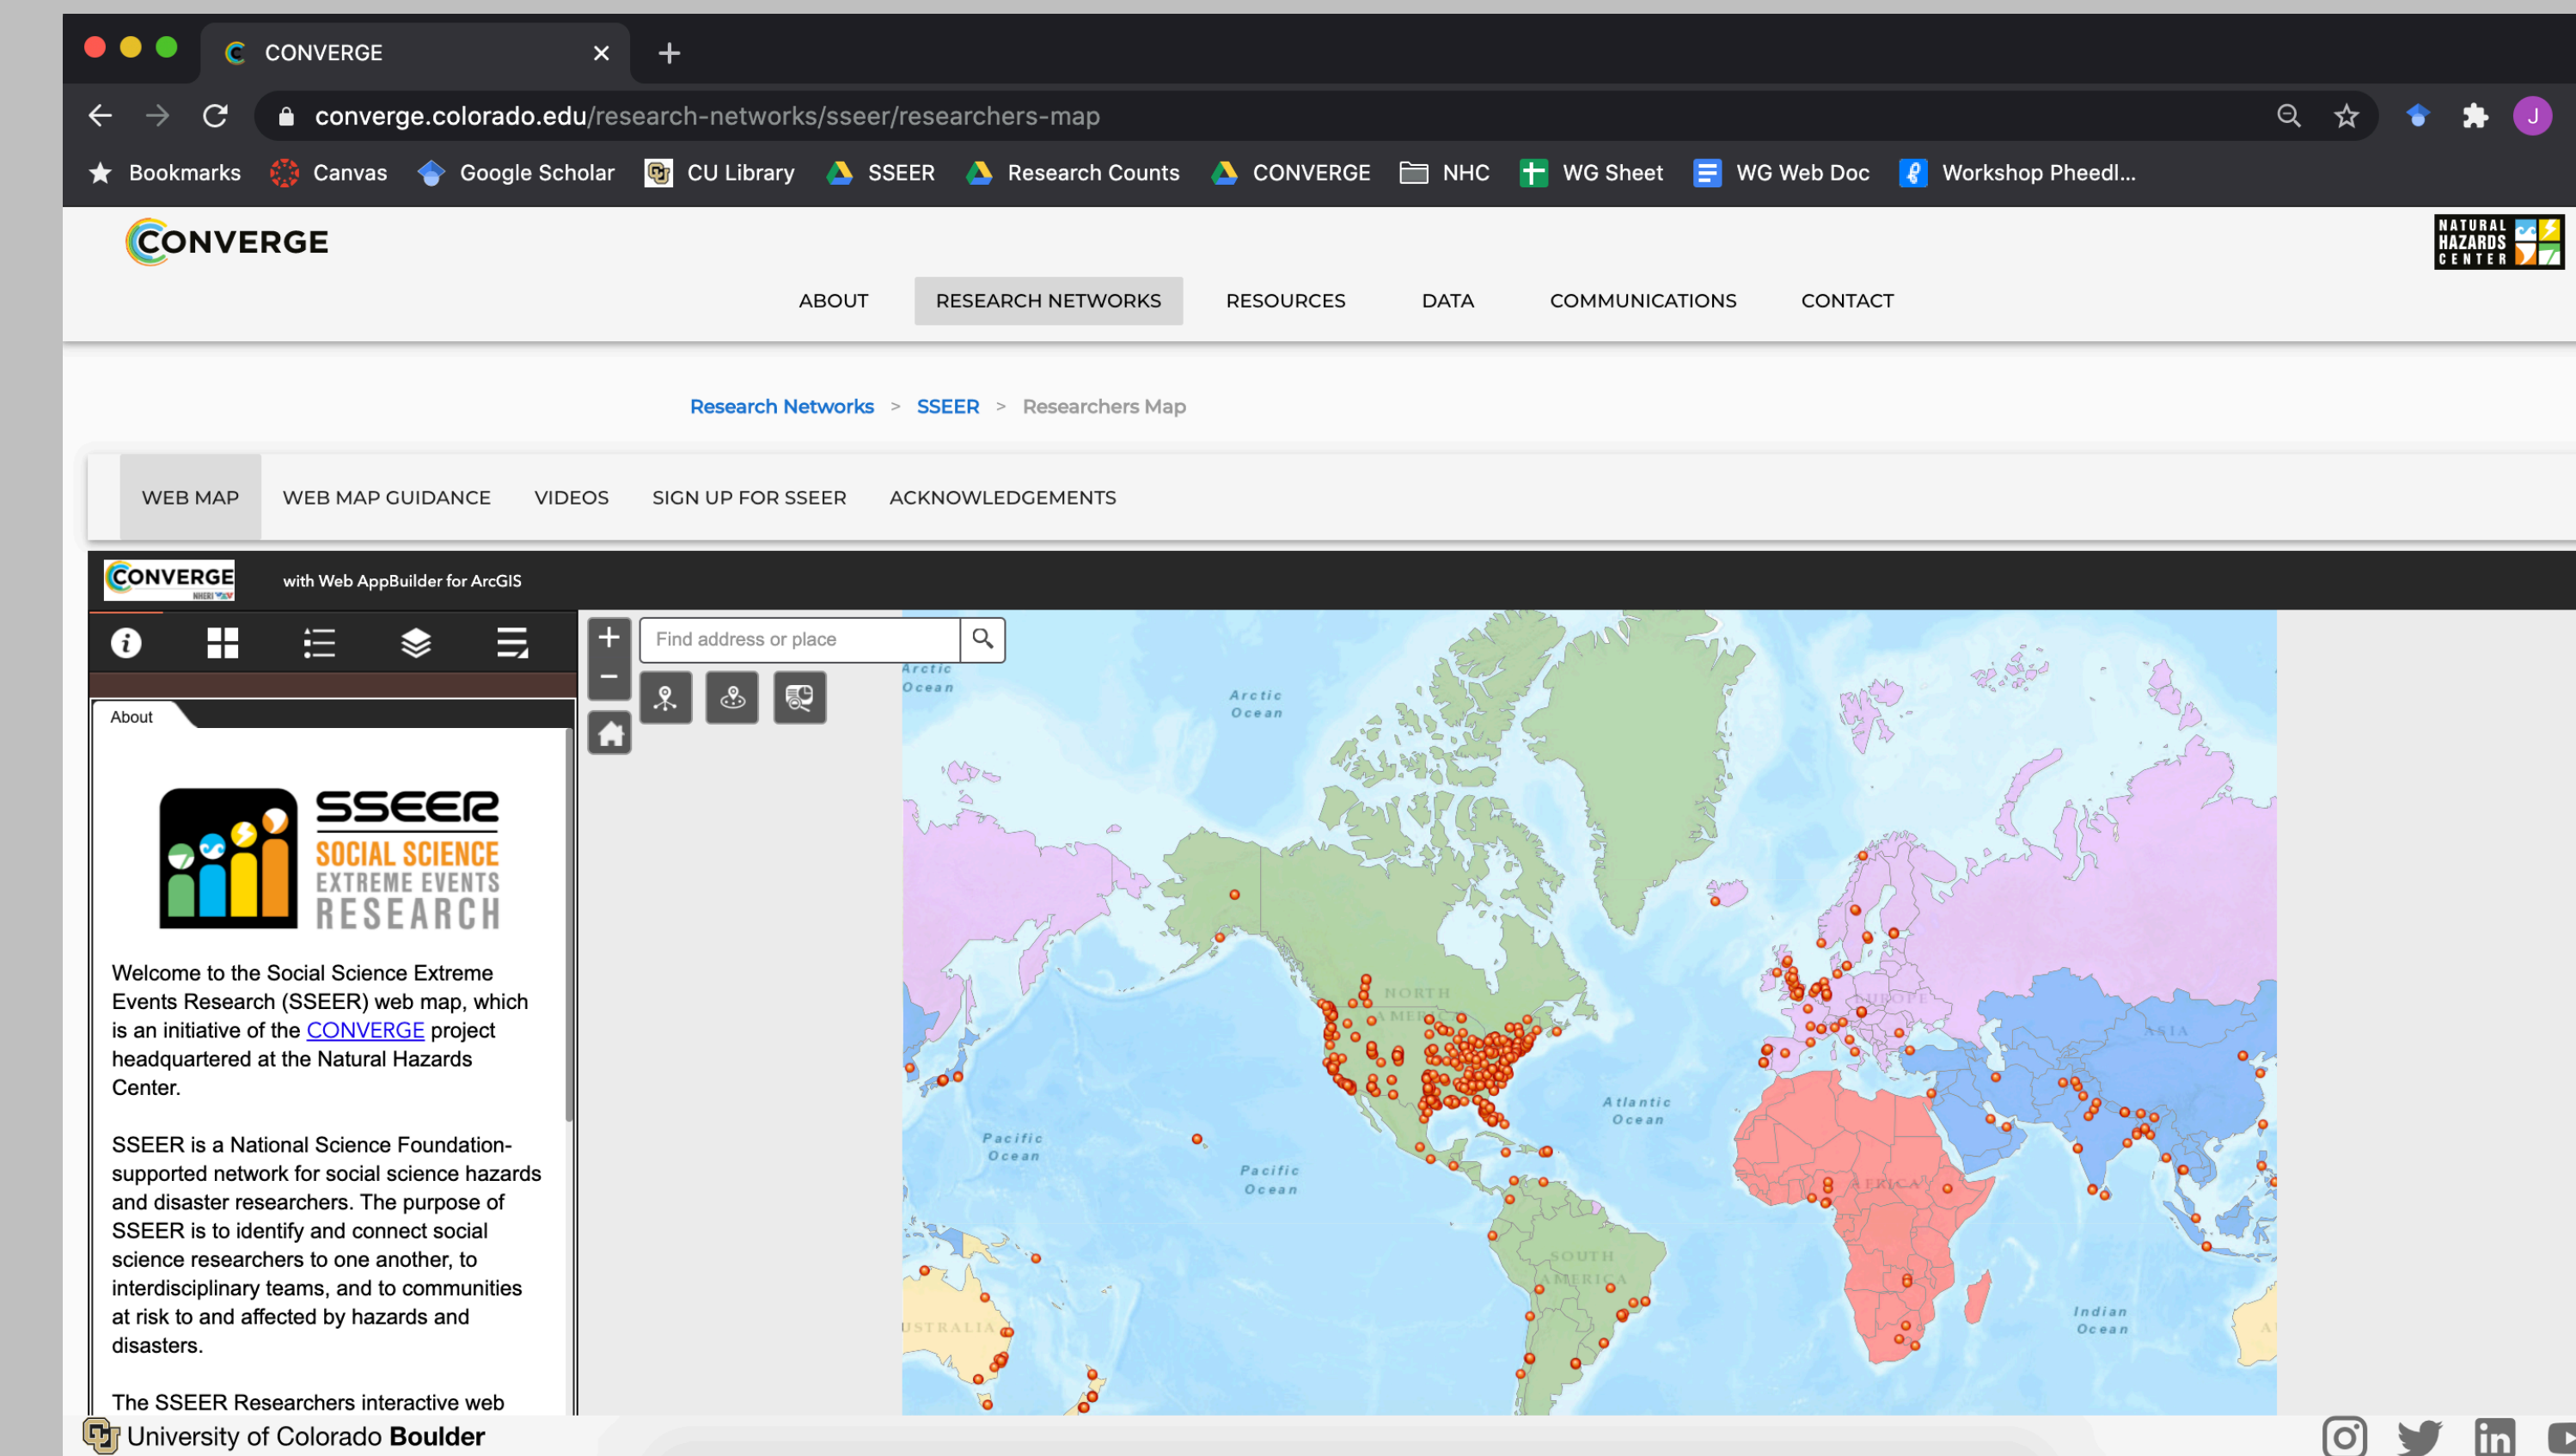 CONVERGE
converge.colorado.edu/research-networks/sseer/researchers-map
J
Bookmarks Canvas Google Scholar CU Library SSEER Research Counts CONVERGE NHC WG Sheet WG Web Doc Workshop Pheedl...
CONVERGE
NATURAL
HAZARDS
CENTER
ABOUT RESEARCH NETWORKS RESOURCES DATA COMMUNICATIONS CONTACT
Research Networks > SSEER > Researchers Map
WEB MAP WEB MAP GUIDANCE VIDEOS SIGN UP FOR SSEER ACKNOWLEDGEMENTS
CONVERGE
NHERI
with Web AppBuilder for ArcGIS
Find address or place
About
SSEER
SOCIAL SCIENCE
EXTREME EVENTS
RESEARCH
Welcome to the Social Science Extreme
Events Research (SSEER) web map, which
is an initiative of the CONVERGE project
headquartered at the Natural Hazards
Center.
SSEER is a National Science Foundation-
supported network for social science hazards
and disaster researchers. The purpose of
SSEER is to identify and connect social
science researchers to one another, to
interdisciplinary teams, and to communities
at risk to and affected by hazards and
disasters.
The SSEER Researchers interactive web
Arctic
Ocean
Arctic
Ocean
NORTH
AMERICA
EUROPE
ASIA
Atlantic
Ocean
Pacific
Ocean
Pacific
Ocean
AFRICA
SOUTH
AMERICA
Indian
Ocean
USTRALIA
A
University of Colorado Boulder